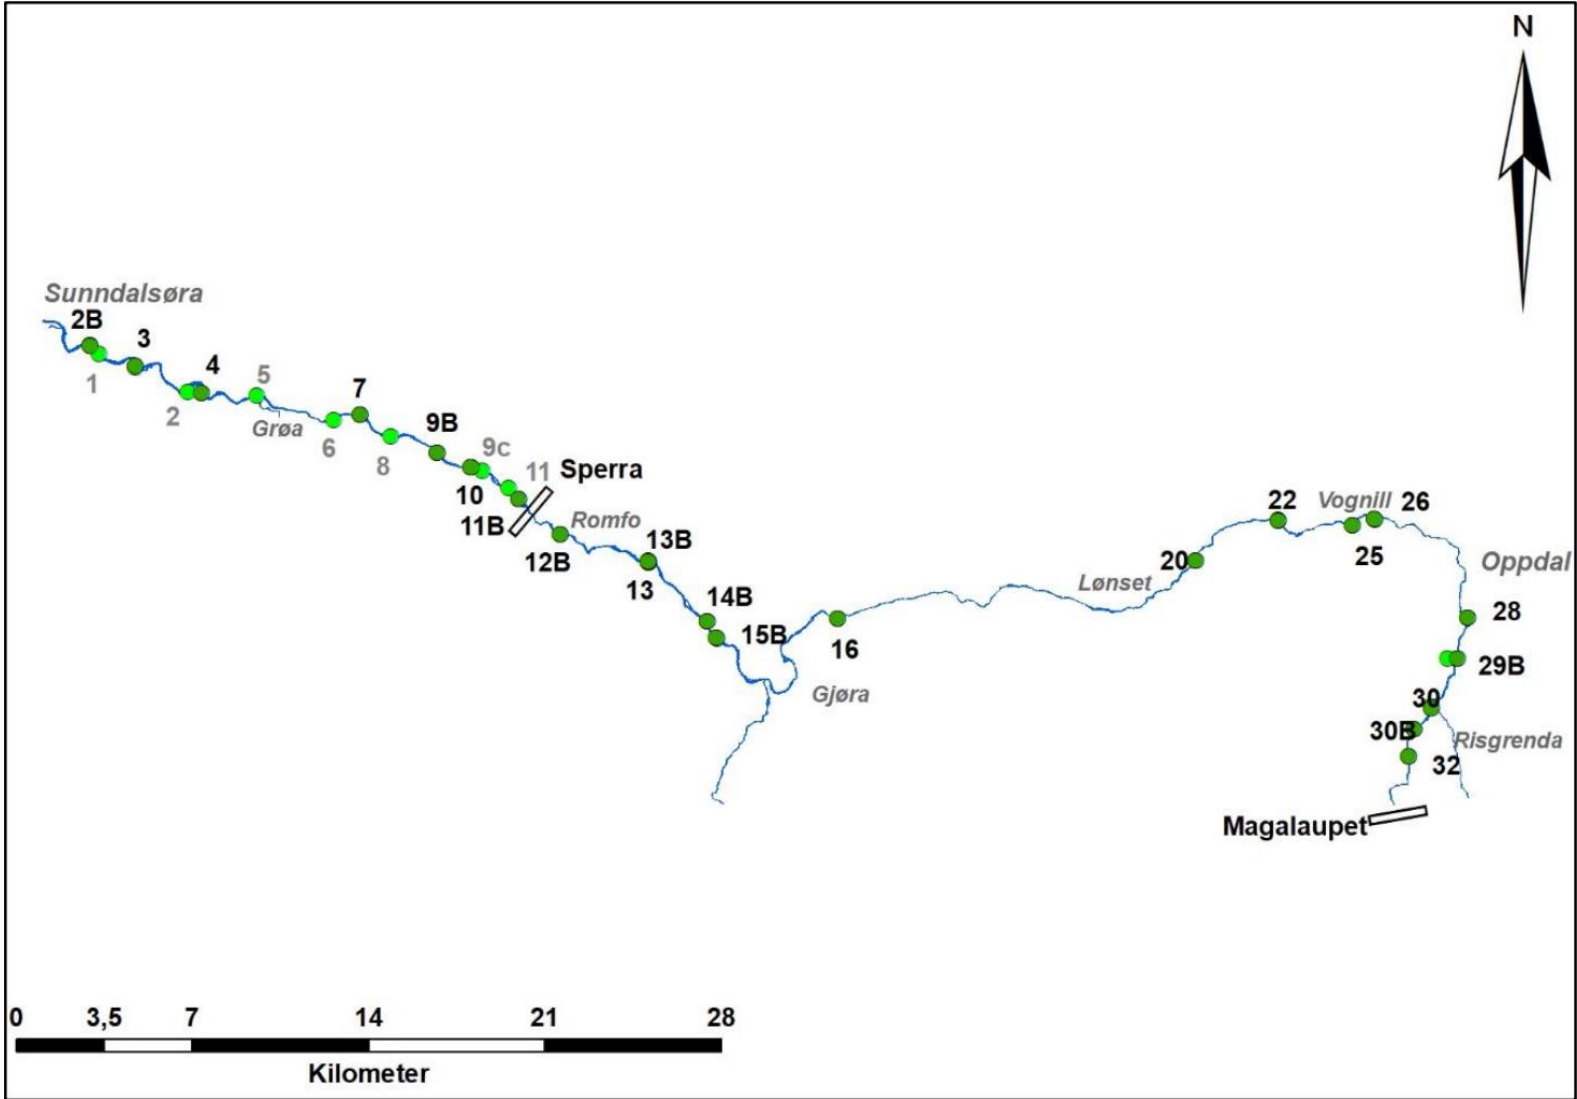 N
Sunndalsøra
2B
3
1
4
5
2
Grøa
7
6
9B
8
9c
11
Sperra
10
11B
Romfo
12B
13B
13
14B
15B
16
Gjøra
Lønset
20
22
Vognill
26
25
Oppdal
28
29B
30
30B
Risgrenda
32
Magalaupet
0 3,5 7 14 21 28
Kilometer